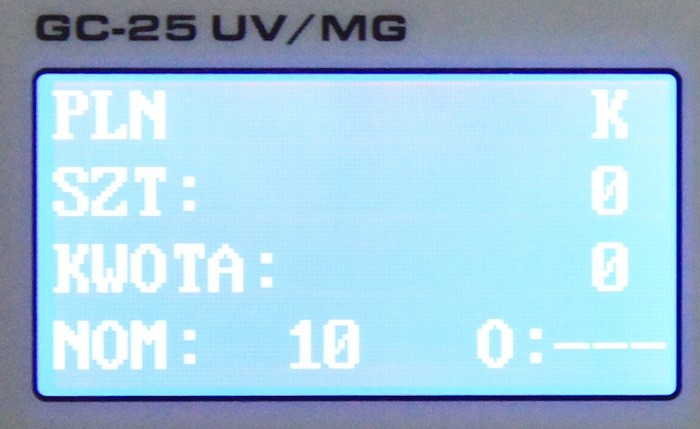 GC-25 UV/MG
PLN K
SZT: 0
KWOTA: 0
NOM: 10 O:---